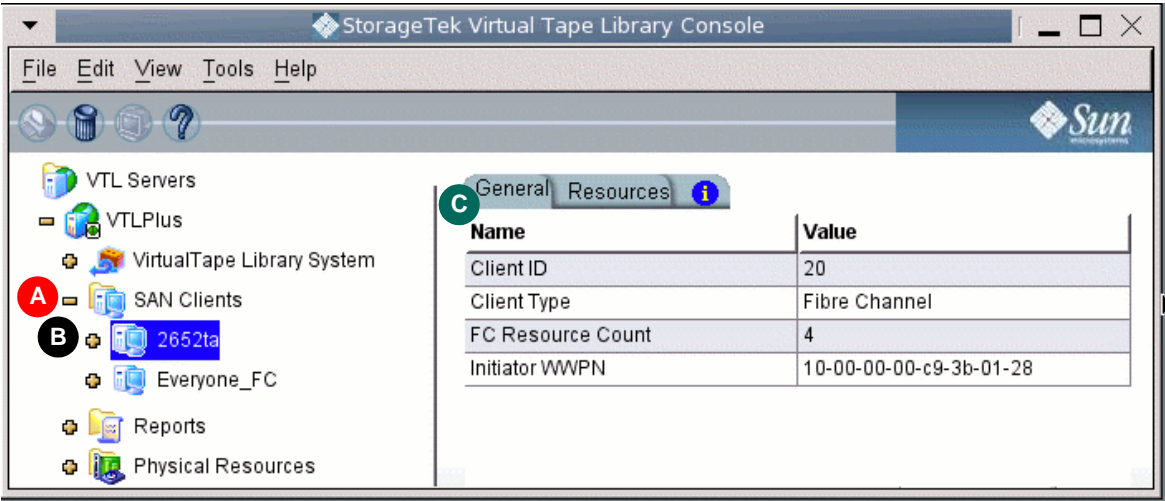 StorageTek Virtual Tape Library Console
File Edit View Tools Help
Sun
microsystems
VTL Servers
VTLPlus
VirtualTape Library System
A SAN Clients
B 2652ta
Everyone_FC
Reports
Physical Resources
C General Resources i
Name Value
Client ID 20
Client Type Fibre Channel
FC Resource Count 4
Initiator WWPN 10-00-00-00-c9-3b-01-28